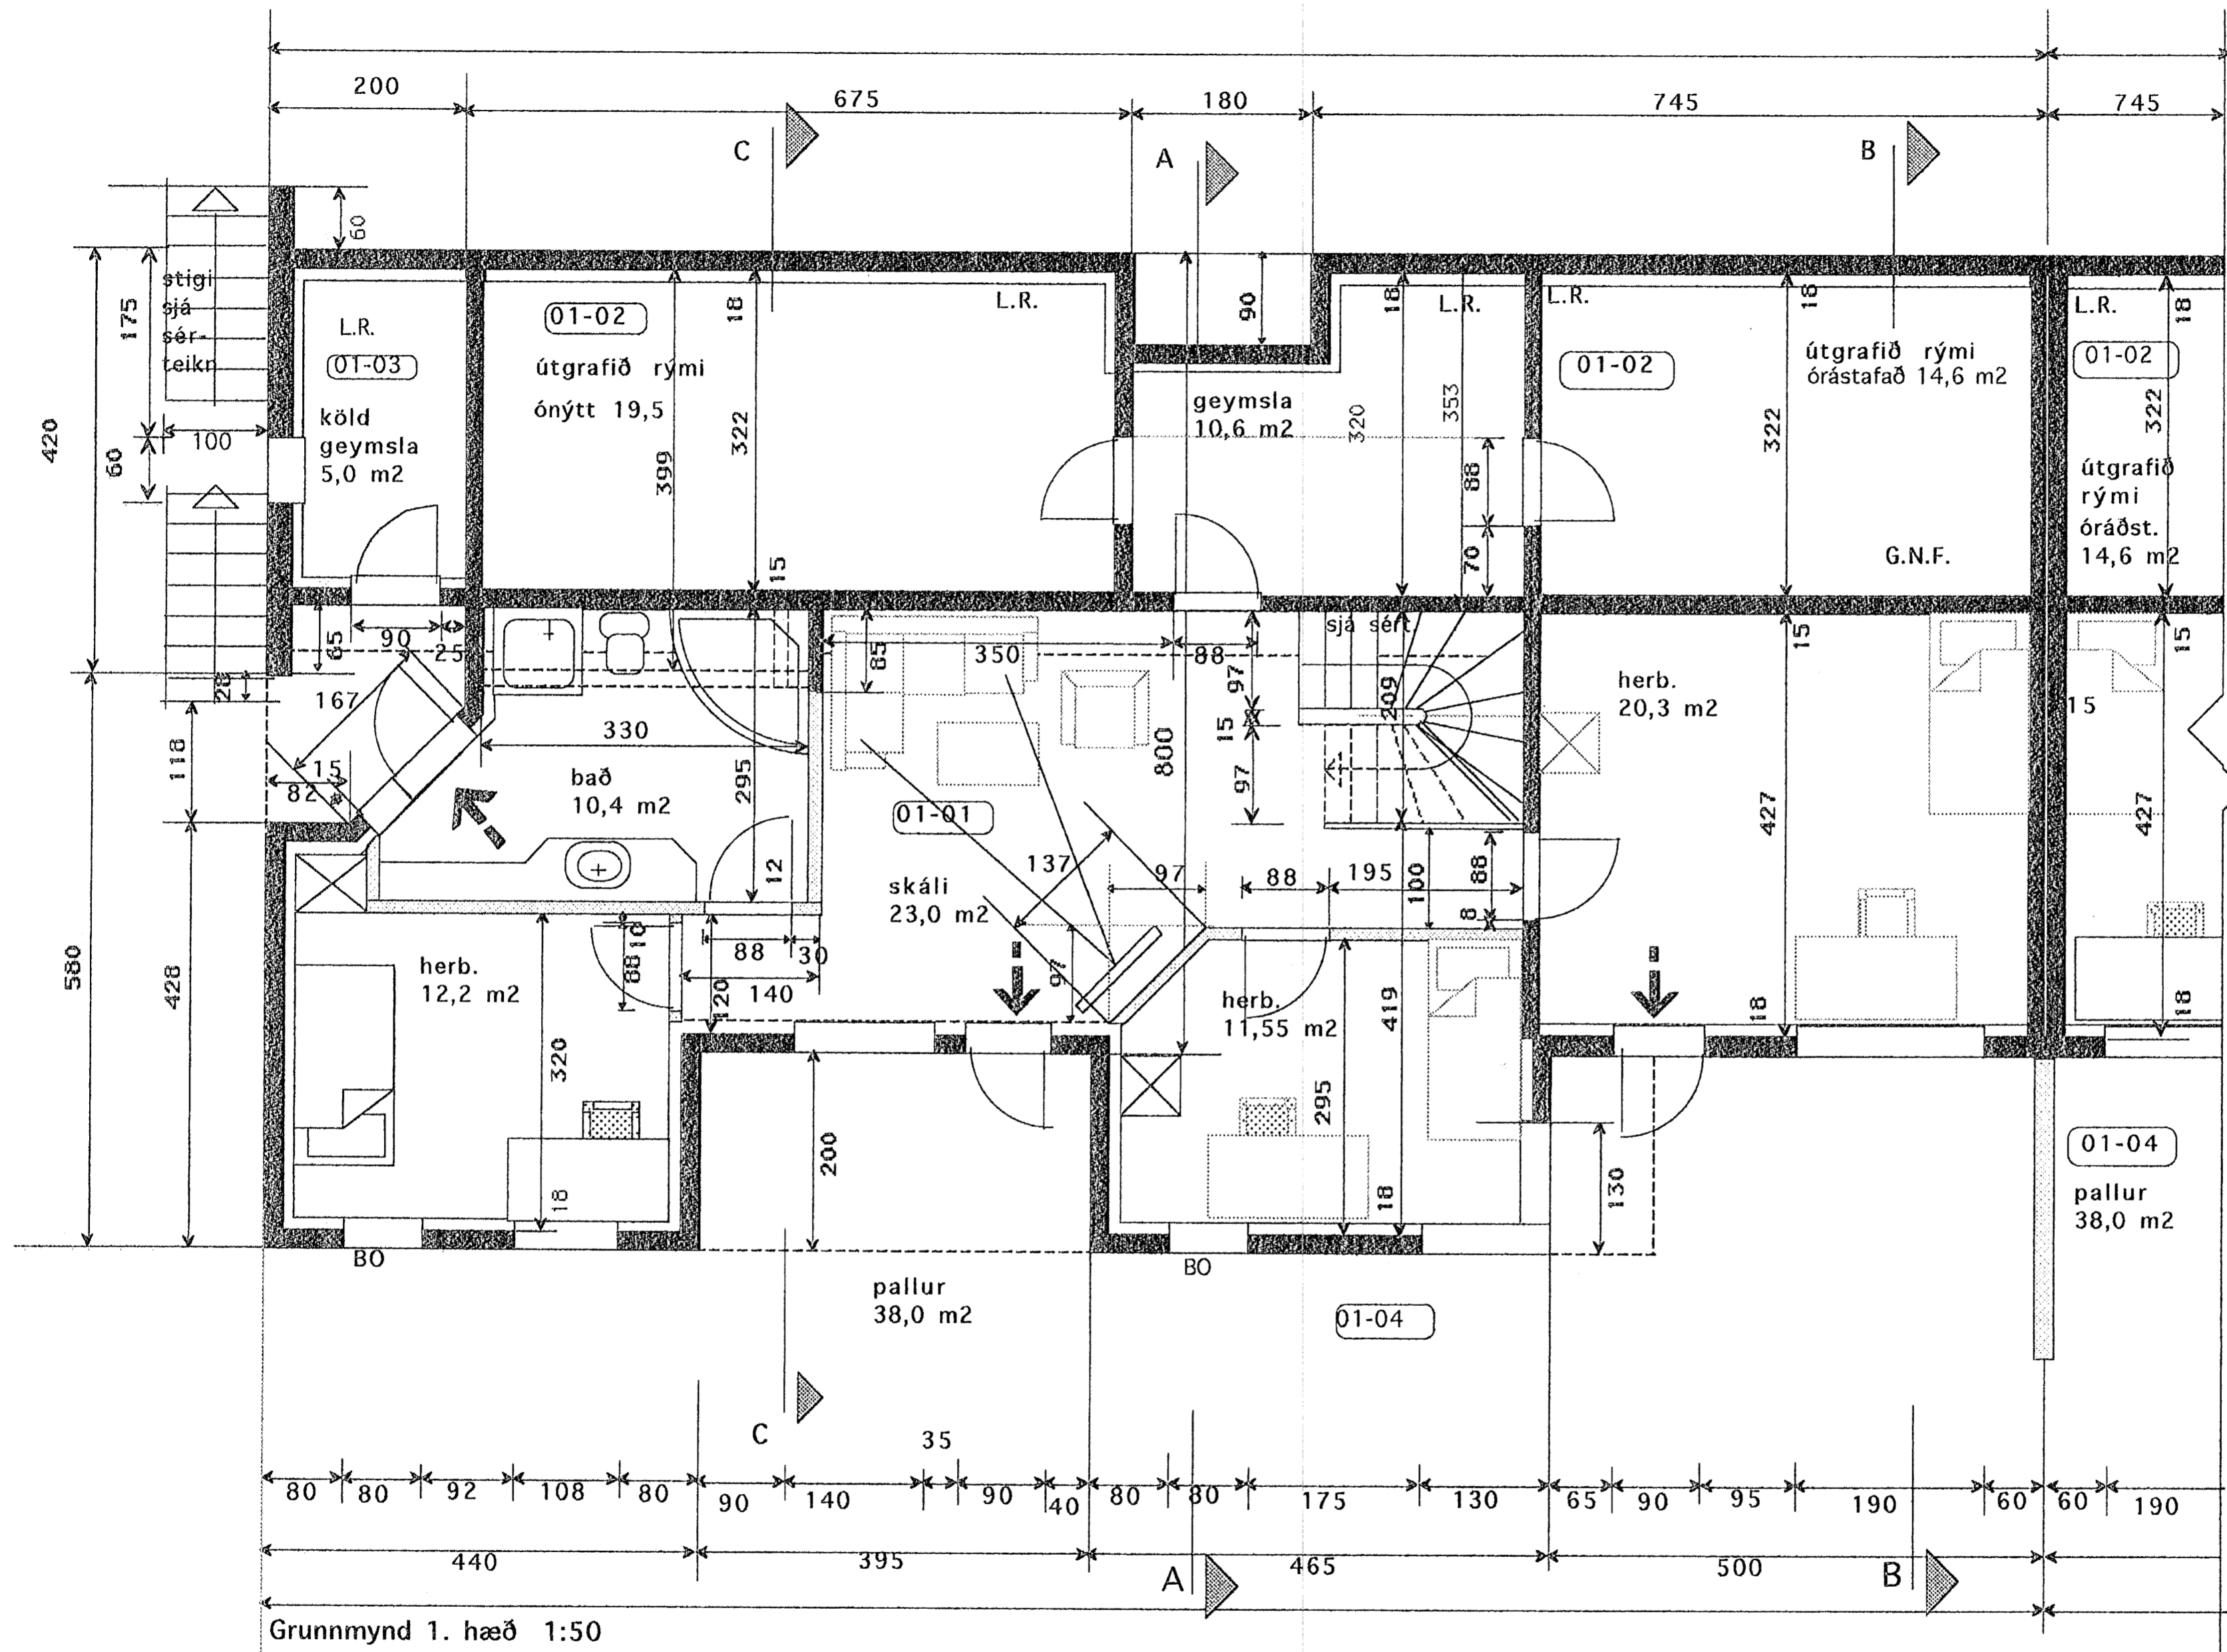 200
675
180
745
745
C
A
B
60
stigi
sjá
sér-
teikn
175
420
60
100
L.R.
01-03
köld
geymsla
5,0 m2
01-02
útgrafið rými
ónýtt 19,5
18
L.R.
399
322
15
90
geymsla
10,6 m2
320
18
L.R.
353
88
70
L.R.
01-02
322
18
útgrafið rými
órástafað 14,6 m2
G.N.F.
L.R.
18
01-02
322
útgrafið
rými
óráðst.
14,6 m2
65
90
25
28
167
118
15
82
330
bað
10,4 m2
295
12
85
350
88
97
15
97
sjá sért
209
800
01-01
skáli
23,0 m2
137
97
88
195
100
88
8
97
herb.
20,3 m2
15
427
18
15
15
427
18
580
428
herb.
12,2 m2
10
88
88
30
140
120
320
18
200
herb.
11,55 m2
419
295
18
130
01-04
pallur
38,0 m2
BO
BO
pallur
38,0 m2
01-04
C
35
80
80
92
108
80
90
140
90
40
80
80
175
130
65
90
95
190
60
60
190
440
395
A
465
500
B
Grunnmynd 1. hæð 1:50